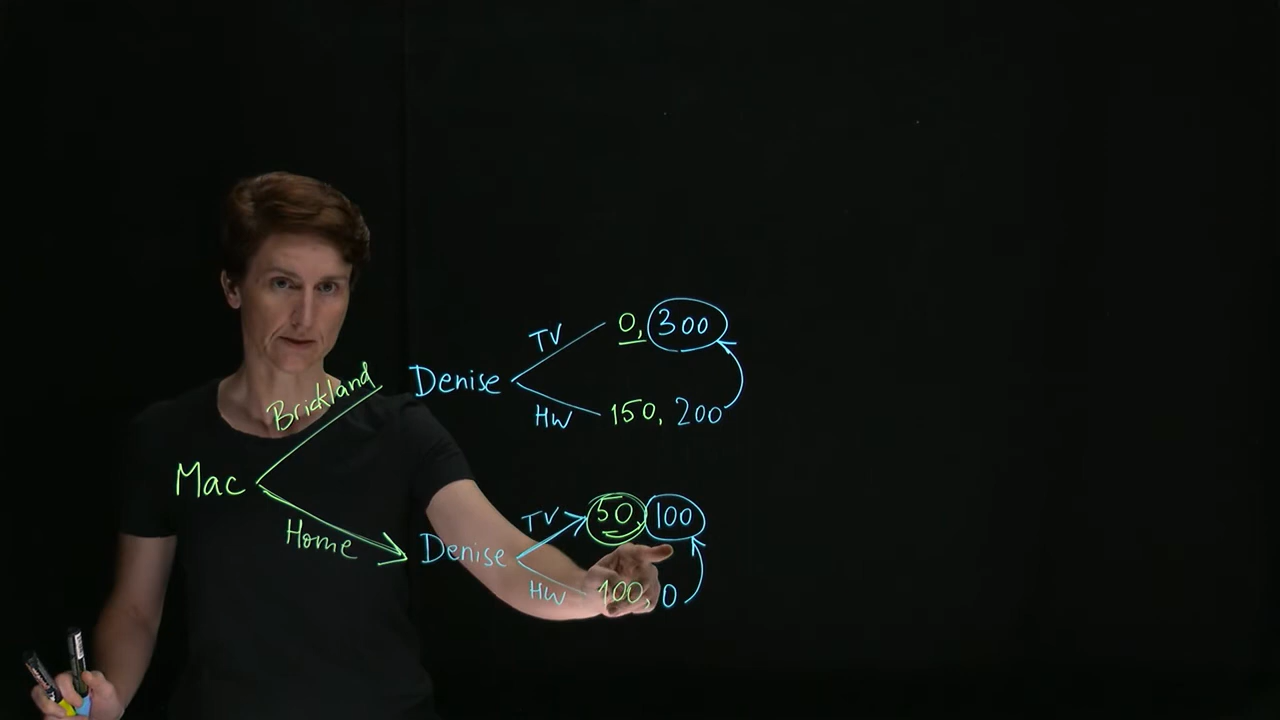 TV 0, 300
Brickland Denise
HW 150, 200
Mac
TV 50 100
Home Denise
HW 100, 0